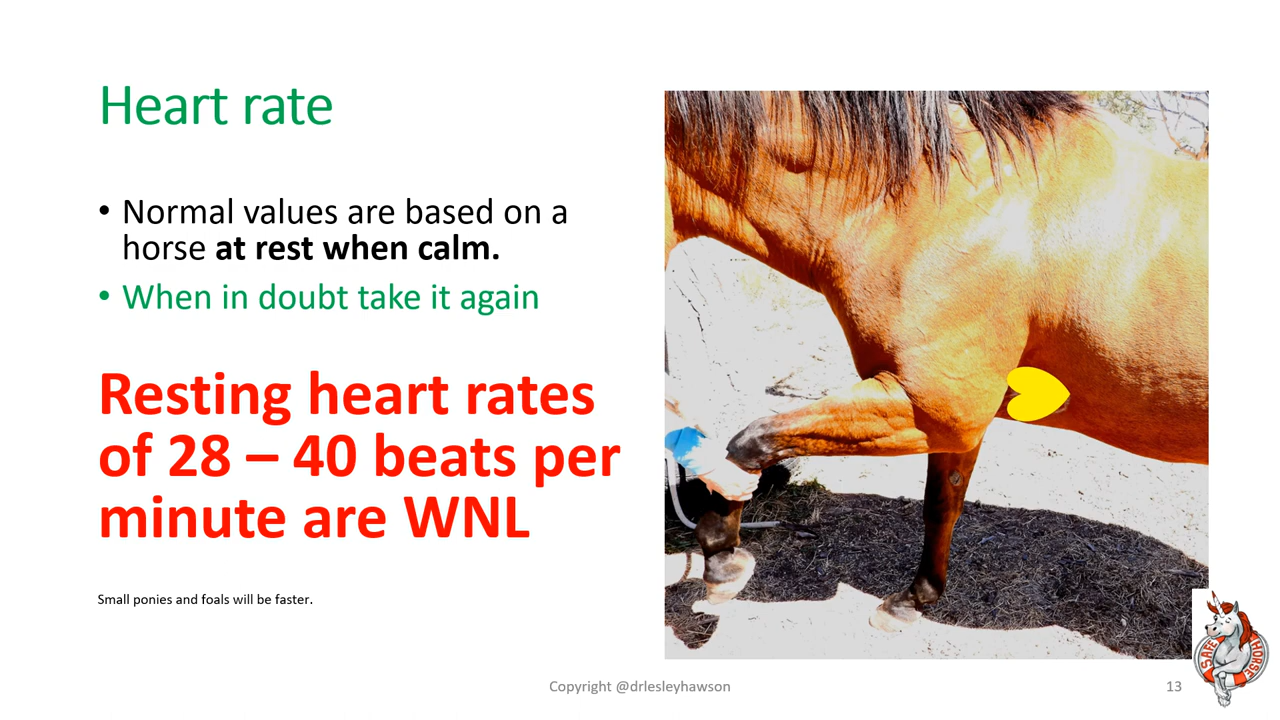 Heart rate
• Normal values are based on a
horse at rest when calm.
• When in doubt take it again
Resting heart rates
of 28 – 40 beats per
minute are WNL
Small ponies and foals will be faster.
Copyright @drlesleyhawson
13
SAFE
HORSE